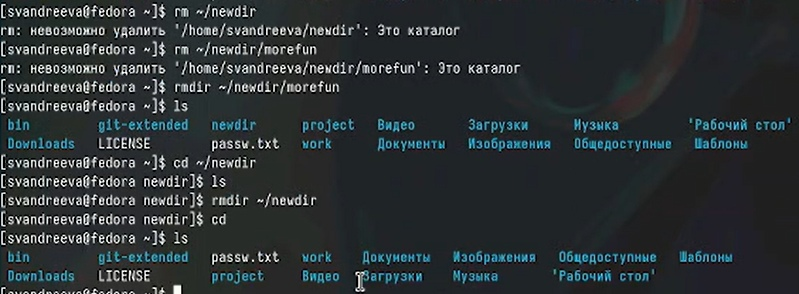 [svandreeva@fedora ~]$ rm ~/newdir
rm: невозможно удалить '/home/svandreeva/newdir': Это каталог
[svandreeva@fedora ~]$ rm ~/newdir/morefun
rm: невозможно удалить '/home/svandreeva/newdir/morefun': Это каталог
[svandreeva@fedora ~]$ rmdir ~/newdir/morefun
[svandreeva@fedora ~]$ ls
bin git-extended newdir project Видео Загрузки Музыка 'Рабочий стол'
Downloads LICENSE passw.txt work Документы Изображения Общедоступные Шаблоны
[svandreeva@fedora ~]$ cd ~/newdir
[svandreeva@fedora newdir]$ ls
[svandreeva@fedora newdir]$ rmdir ~/newdir
[svandreeva@fedora newdir]$ cd
[svandreeva@fedora ~]$ ls
bin git-extended passw.txt work Документы Изображения Общедоступные Шаблоны
Downloads LICENSE project Видео Загрузки Музыка 'Рабочий стол'
[svandreeva@fedora ~]$